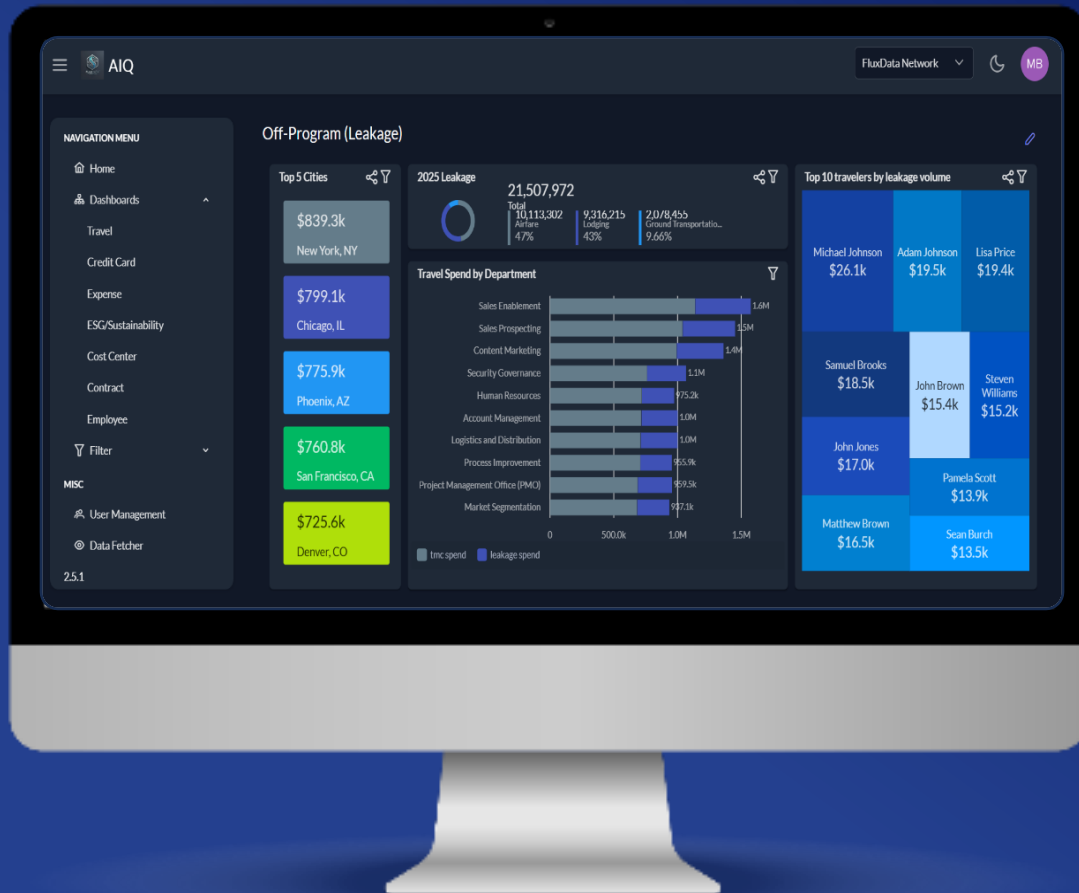 AIQ
FluxData Network
MB
NAVIGATION MENU
Home
Dashboards
Travel
Credit Card
Expense
ESG/Sustainability
Cost Center
Contract
Employee
Filter
MISC
User Management
Data Fetcher
2.5.1
Off-Program (Leakage)
Top 5 Cities
$839.3k
New York, NY
$799.1k
Chicago, IL
$775.9k
Phoenix, AZ
$760.8k
San Francisco, CA
$725.6k
Denver, CO
2025 Leakage
21,507,972
Total
10,113,302
Airfare
47%
9,316,215
Lodging
43%
2,078,455
Ground Transportatio...
9.66%
Travel Spend by Department
Sales Enablement 1.6M
Sales Prospecting 1.5M
Content Marketing 1.4M
Security Governance 1.1M
Human Resources 975.2k
Account Management 1.0M
Logistics and Distribution 1.0M
Process Improvement 955.9k
Project Management Office (PMO) 959.5k
Market Segmentation 937.1k
0 500.0k 1.0M 1.5M
tmc spend leakage spend
Top 10 travelers by leakage volume
Michael Johnson
$26.1k
Adam Johnson
$19.5k
Lisa Price
$19.4k
Samuel Brooks
$18.5k
John Brown
$15.4k
Steven
Williams
$15.2k
John Jones
$17.0k
Pamela Scott
$13.9k
Matthew Brown
$16.5k
Sean Burch
$13.5k